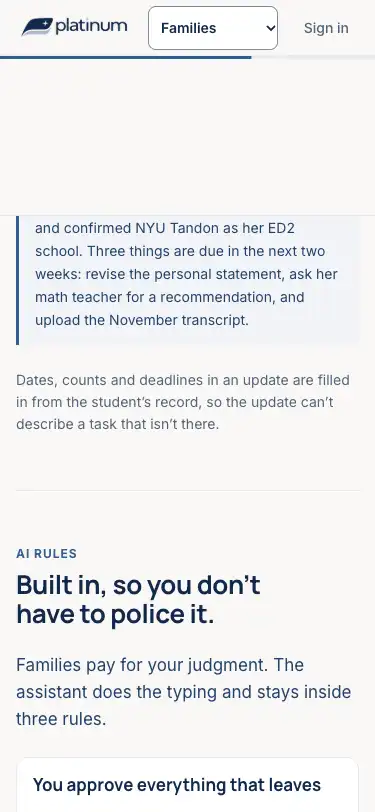 platinum
Families
Sign in
and confirmed NYU Tandon as her ED2
school. Three things are due in the next two
weeks: revise the personal statement, ask her
math teacher for a recommendation, and
upload the November transcript.
Dates, counts and deadlines in an update are filled
in from the student’s record, so the update can’t
describe a task that isn’t there.
AI RULES
Built in, so you don’t
have to police it.
Families pay for your judgment. The
assistant does the typing and stays inside
three rules.
You approve everything that leaves